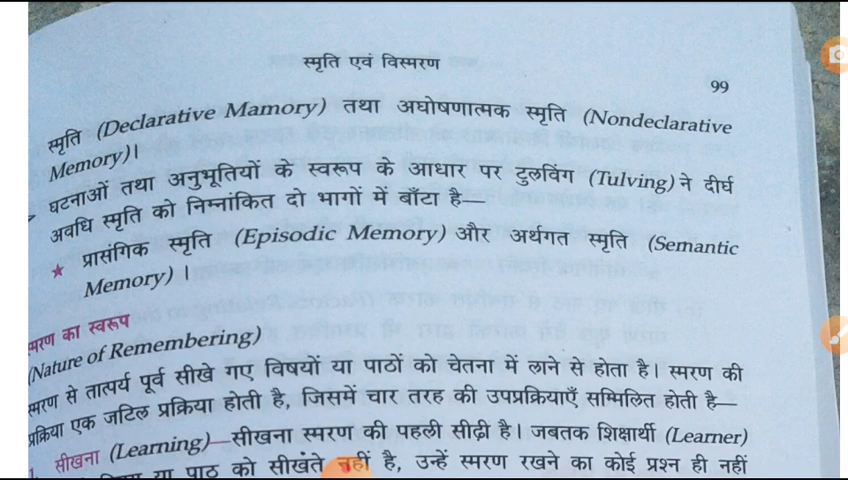 स्मृति एवं विस्मरण
99
स्मृति (Declarative Mamory) तथा अघोषणात्मक स्मृति (Nondeclarative
Memory)।
घटनाओं तथा अनुभूतियों के स्वरूप के आधार पर टुलविंग (Tulving) ने दीर्घ
अवधि स्मृति को निम्नांकित दो भागों में बाँटा है—
★ प्रासंगिक स्मृति (Episodic Memory) और अर्थगत स्मृति (Semantic
Memory) ।
स्मरण का स्वरूप
(Nature of Remembering)
स्मरण से तात्पर्य पूर्व सीखे गए विषयों या पाठों को चेतना में लाने से होता है। स्मरण की
प्रक्रिया एक जटिल प्रक्रिया होती है, जिसमें चार तरह की उपप्रक्रियाएँ सम्मिलित होती है—
1. सीखना (Learning)—सीखना स्मरण की पहली सीढ़ी है। जबतक शिक्षार्थी (Learner)
या पाठ को सीखते नहीं है, उन्हें स्मरण रखने का कोई प्रश्न ही नहीं